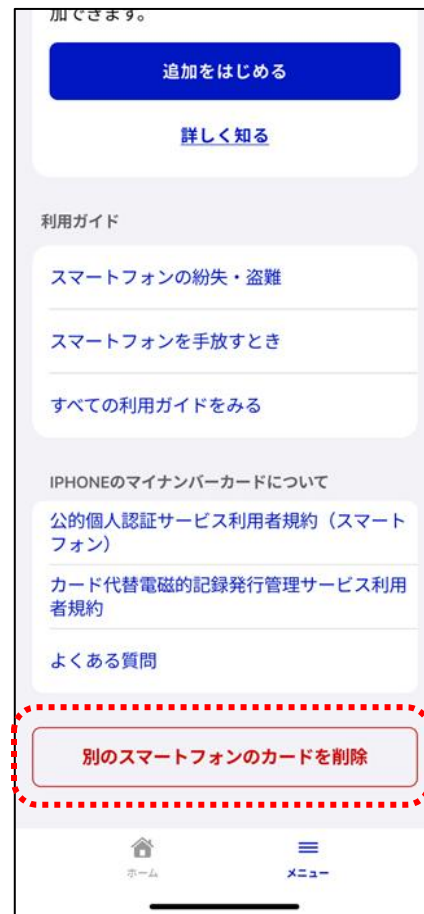 加できます。
追加をはじめる
詳しく知る
利用ガイド
スマートフォンの紛失・盗難
スマートフォンを手放すとき
すべての利用ガイドをみる
IPHONEのマイナンバーカードについて
公的個人認証サービス利用者規約（スマート
フォン）
カード代替電磁的記録発行管理サービス利用
者規約
よくある質問
別のスマートフォンのカードを削除
ホーム
メニュー